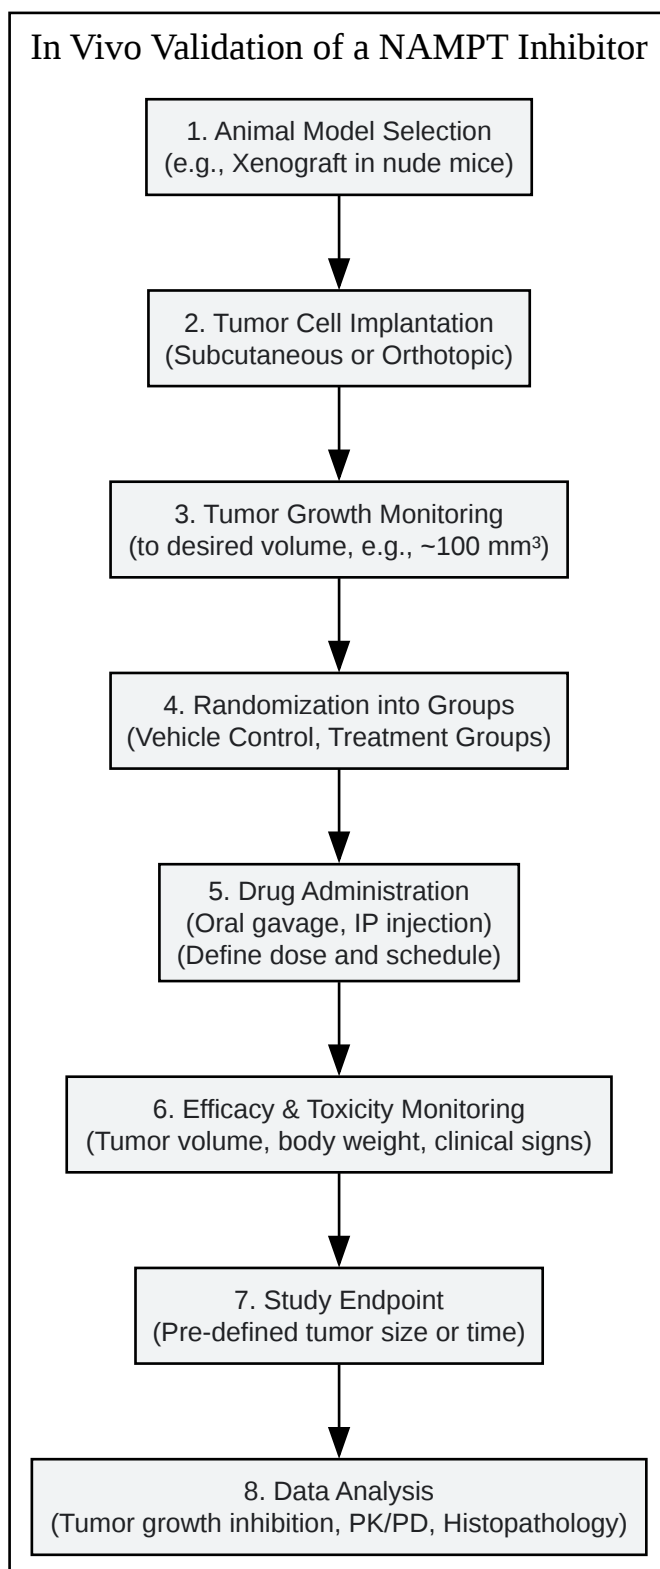 In Vivo Validation of a NAMPT Inhibitor
1. Animal Model Selection
(e.g., Xenograft in nude mice)
2. Tumor Cell Implantation
(Subcutaneous or Orthotopic)
3. Tumor Growth Monitoring
(to desired volume, e.g., ~100 mm³)
4. Randomization into Groups
(Vehicle Control, Treatment Groups)
5. Drug Administration
(Oral gavage, IP injection)
(Define dose and schedule)
6. Efficacy & Toxicity Monitoring
(Tumor volume, body weight, clinical signs)
7. Study Endpoint
(Pre-defined tumor size or time)
8. Data Analysis
(Tumor growth inhibition, PK/PD, Histopathology)